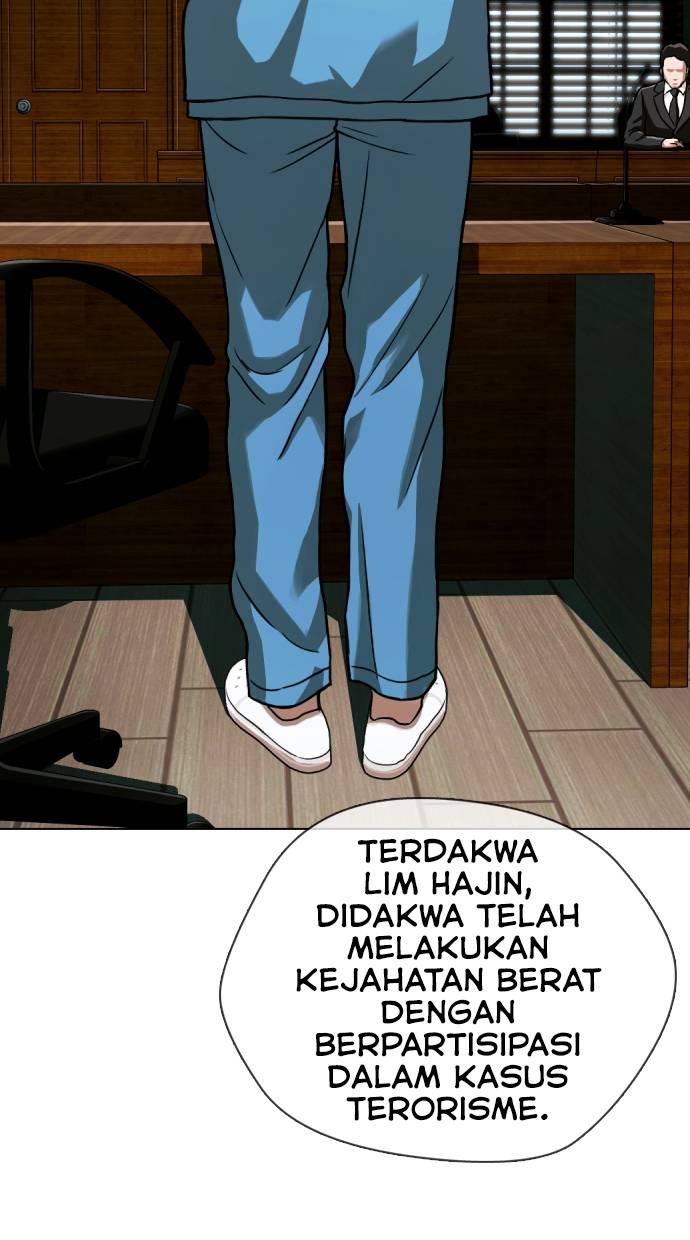 TERDAKWA
LIM HAJIN,
DIDAKWA TELAH
MELAKUKAN
KEJAHATAN BERAT
DENGAN
BERPARTISIPASI
DALAM KASUS
TERORISME.